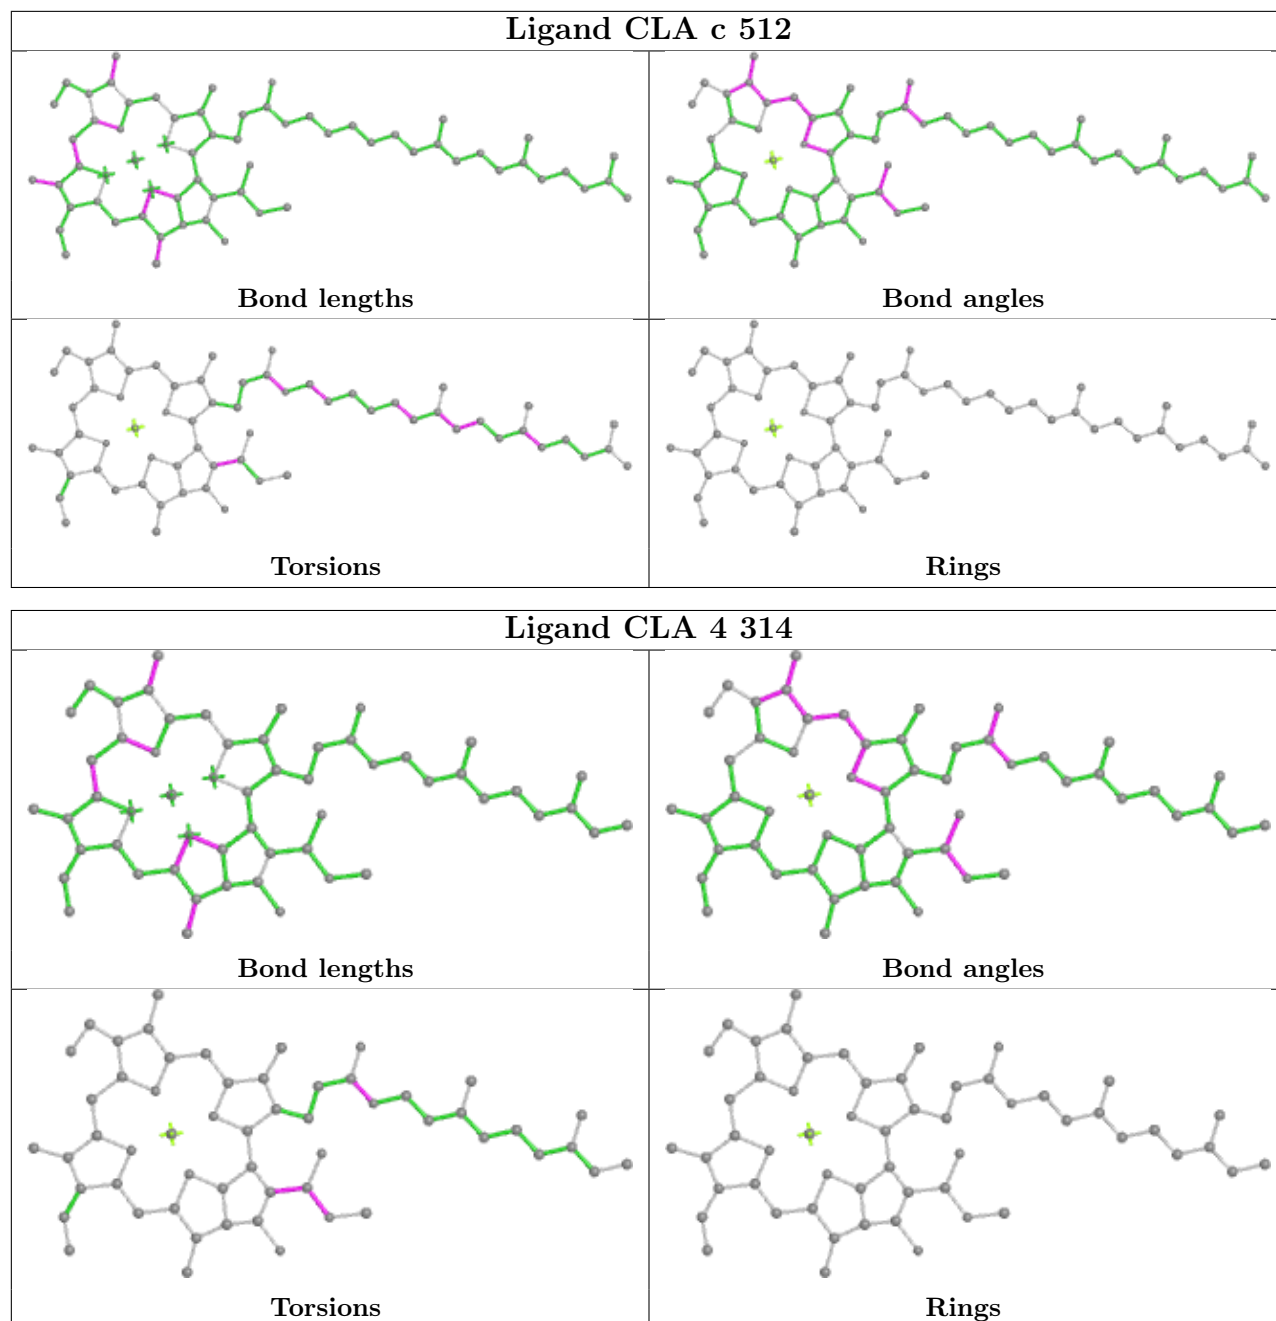 Ligand CLA c 512
Bond lengths
Bond angles
Torsions
Rings
Ligand CLA 4 314
Bond lengths
Bond angles
Torsions
Rings